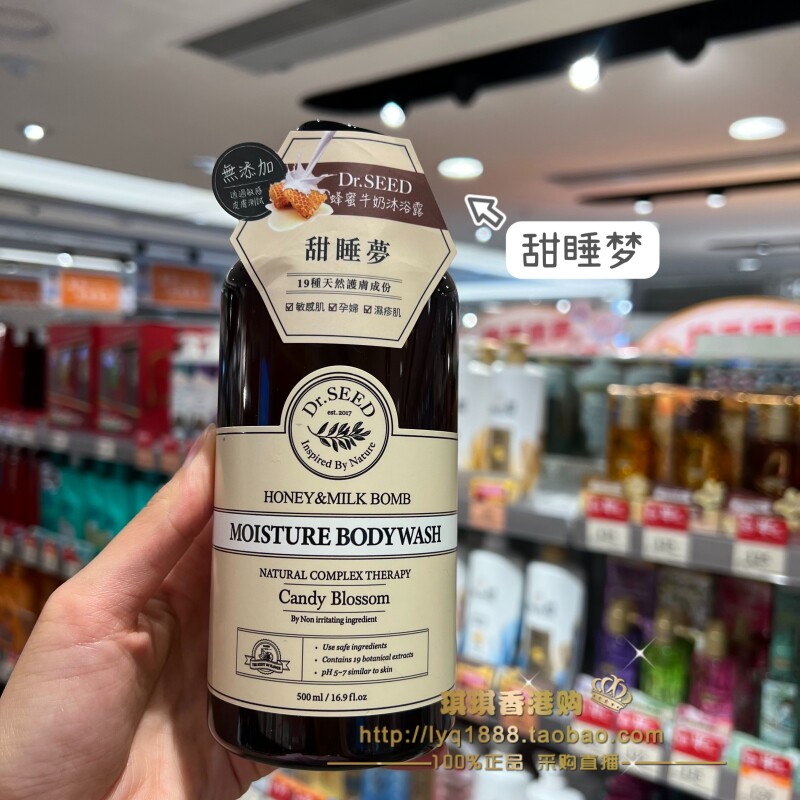 無添加
通過敏感
皮膚測試
Dr.SEED
蜂蜜牛奶沐浴露
甜睡夢
19種天然護膚成份
☑敏感肌 ☑孕婦 ☑濕疹肌
甜睡梦
Dr.SEED
est. 2017
Inspired By Nature
HONEY&MILK BOMB
MOISTURE BODYWASH
NATURAL COMPLEX THERAPY
Candy Blossom
By Non irritating ingredient
• Use safe ingredients
• Contains 19 botanical extracts
• pH 5~7 similar to skin
500 ml / 16.9 fl.oz
琪琪香港购
http://lyq1888.taobao.com
100%正品 采购直播